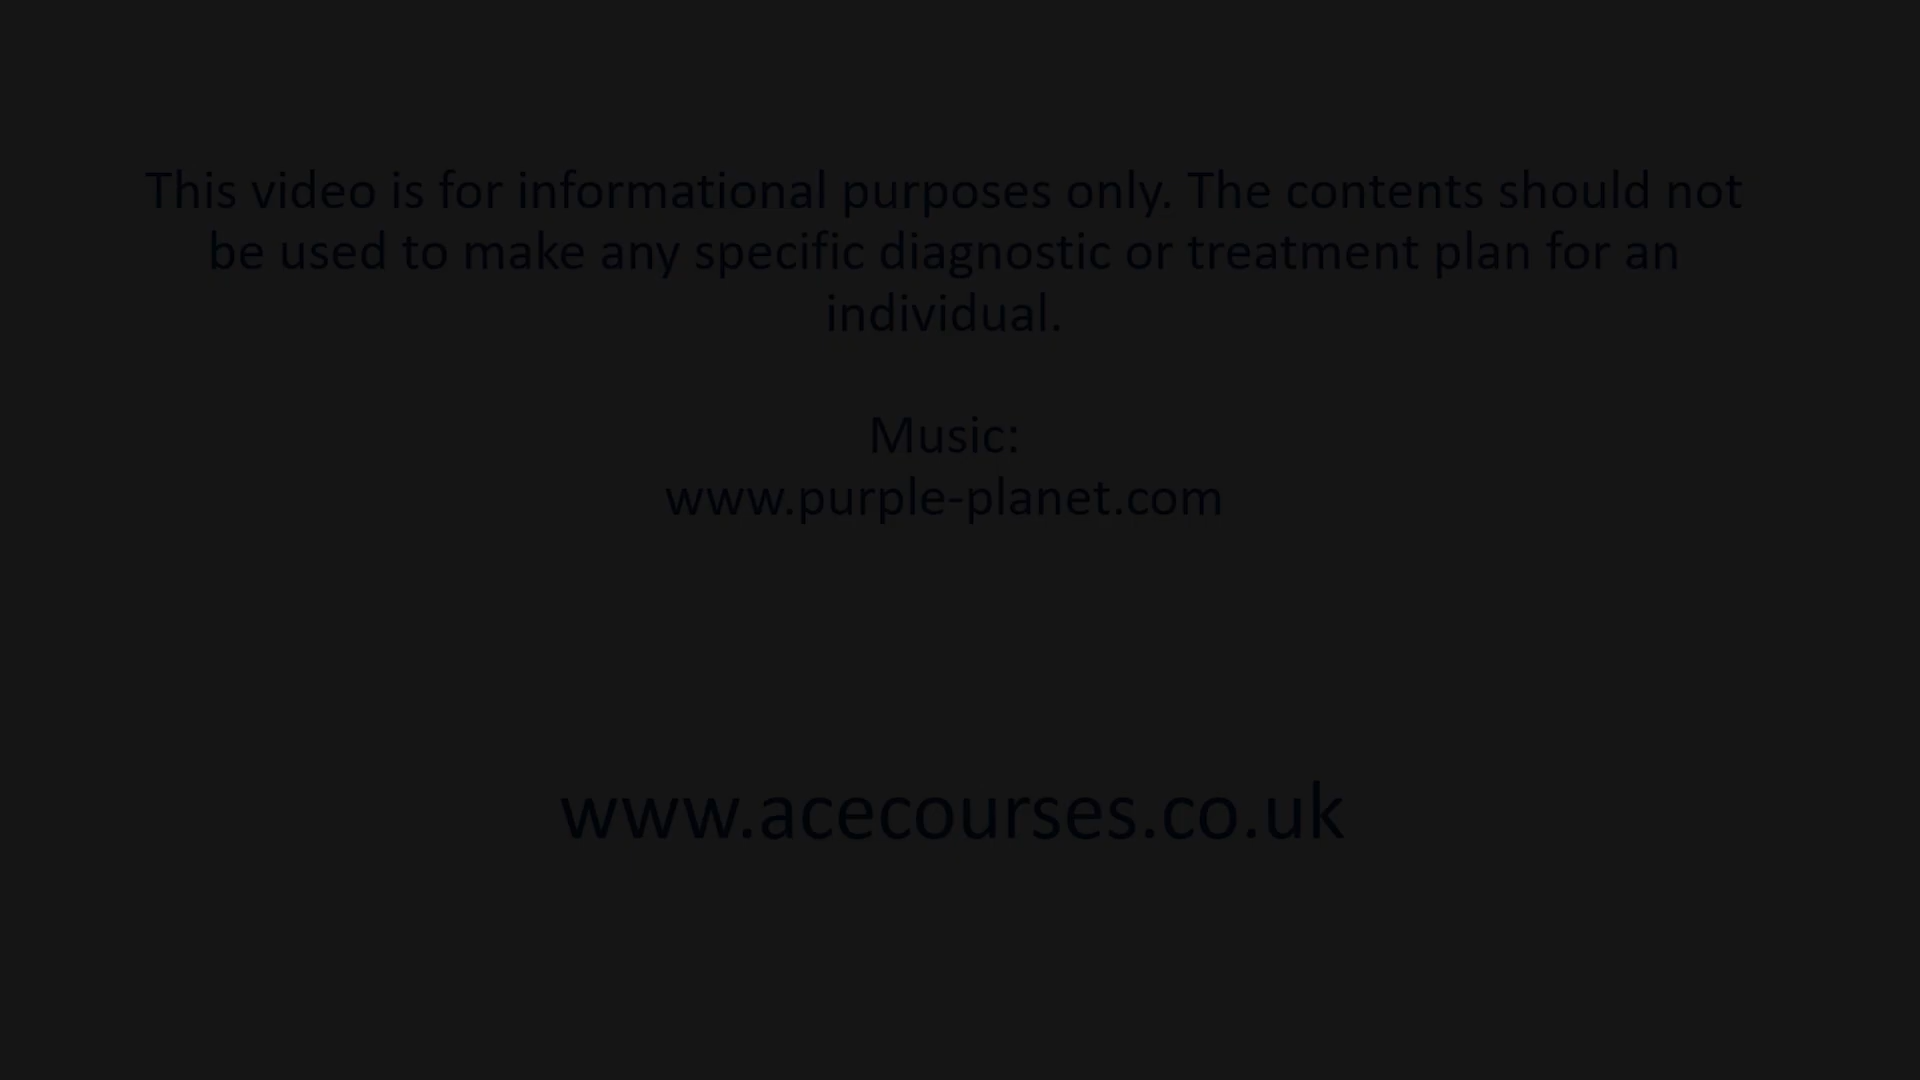 This video is for informational purposes only. The contents should not
be used to make any specific diagnostic or treatment plan for an
individual.
Music:
www.purple-planet.com
www.acecourses.co.uk